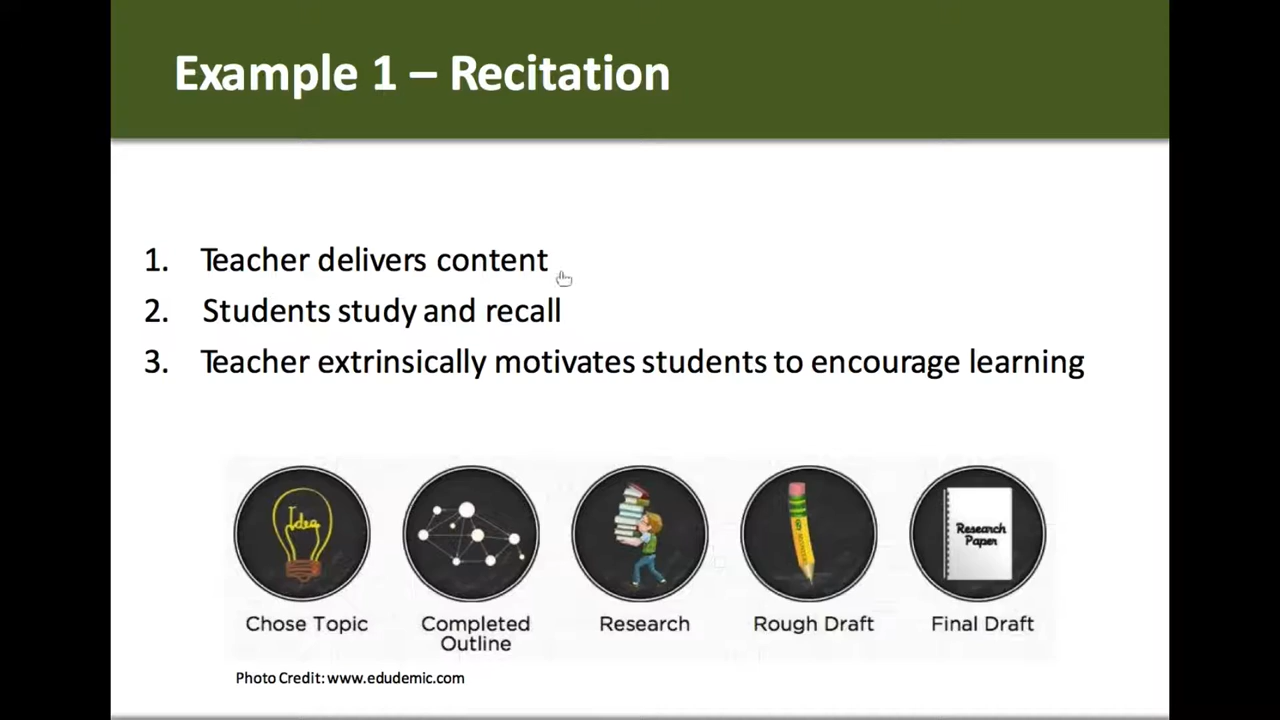 Example 1 – Recitation
1. Teacher delivers content
2. Students study and recall
3. Teacher extrinsically motivates students to encourage learning
Idea
Research
Paper
Chose Topic
Completed
Outline
Research
Rough Draft
Final Draft
Photo Credit: www.edudemic.com